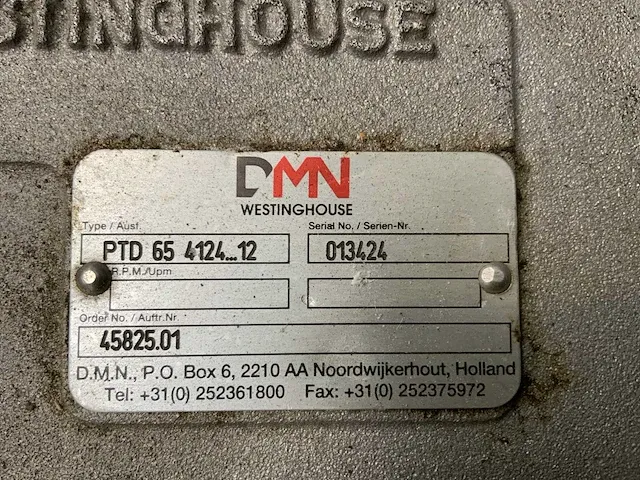 STINGHOUSE
DMN
WESTINGHOUSE
Type / Ausf. Serial No. / Serien-Nr.
PTD 65 4124...12 013424
R.P.M./Upm
Order No. / Auftr.Nr.
45825.01
D.M.N., P.O. Box 6, 2210 AA Noordwijkerhout, Holland
Tel: +31(0) 252361800 Fax: +31(0) 252375972